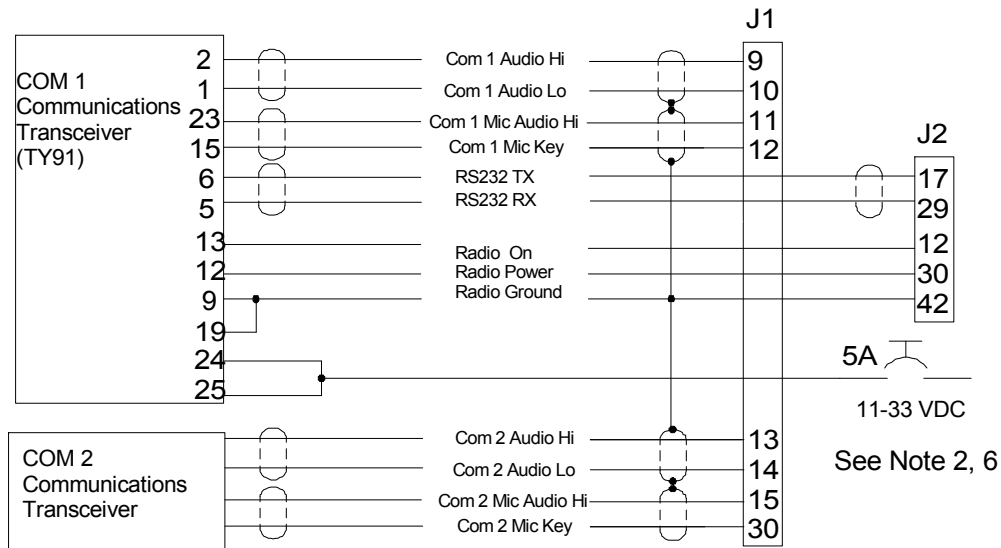 J1
COM 1
Communications
Transceiver
(TY91)
2 Com 1 Audio Hi 9
1 Com 1 Audio Lo 10
23 Com 1 Mic Audio Hi 11
15 Com 1 Mic Key 12
J2
6 RS232 TX 17
5 RS232 RX 29
13 Radio On 12
12 Radio Power 30
9 Radio Ground 42
19
24
25
5A
11-33 VDC
See Note 2, 6
COM 2
Communications
Transceiver
Com 2 Audio Hi 13
Com 2 Audio Lo 14
Com 2 Mic Audio Hi 15
Com 2 Mic Key 30